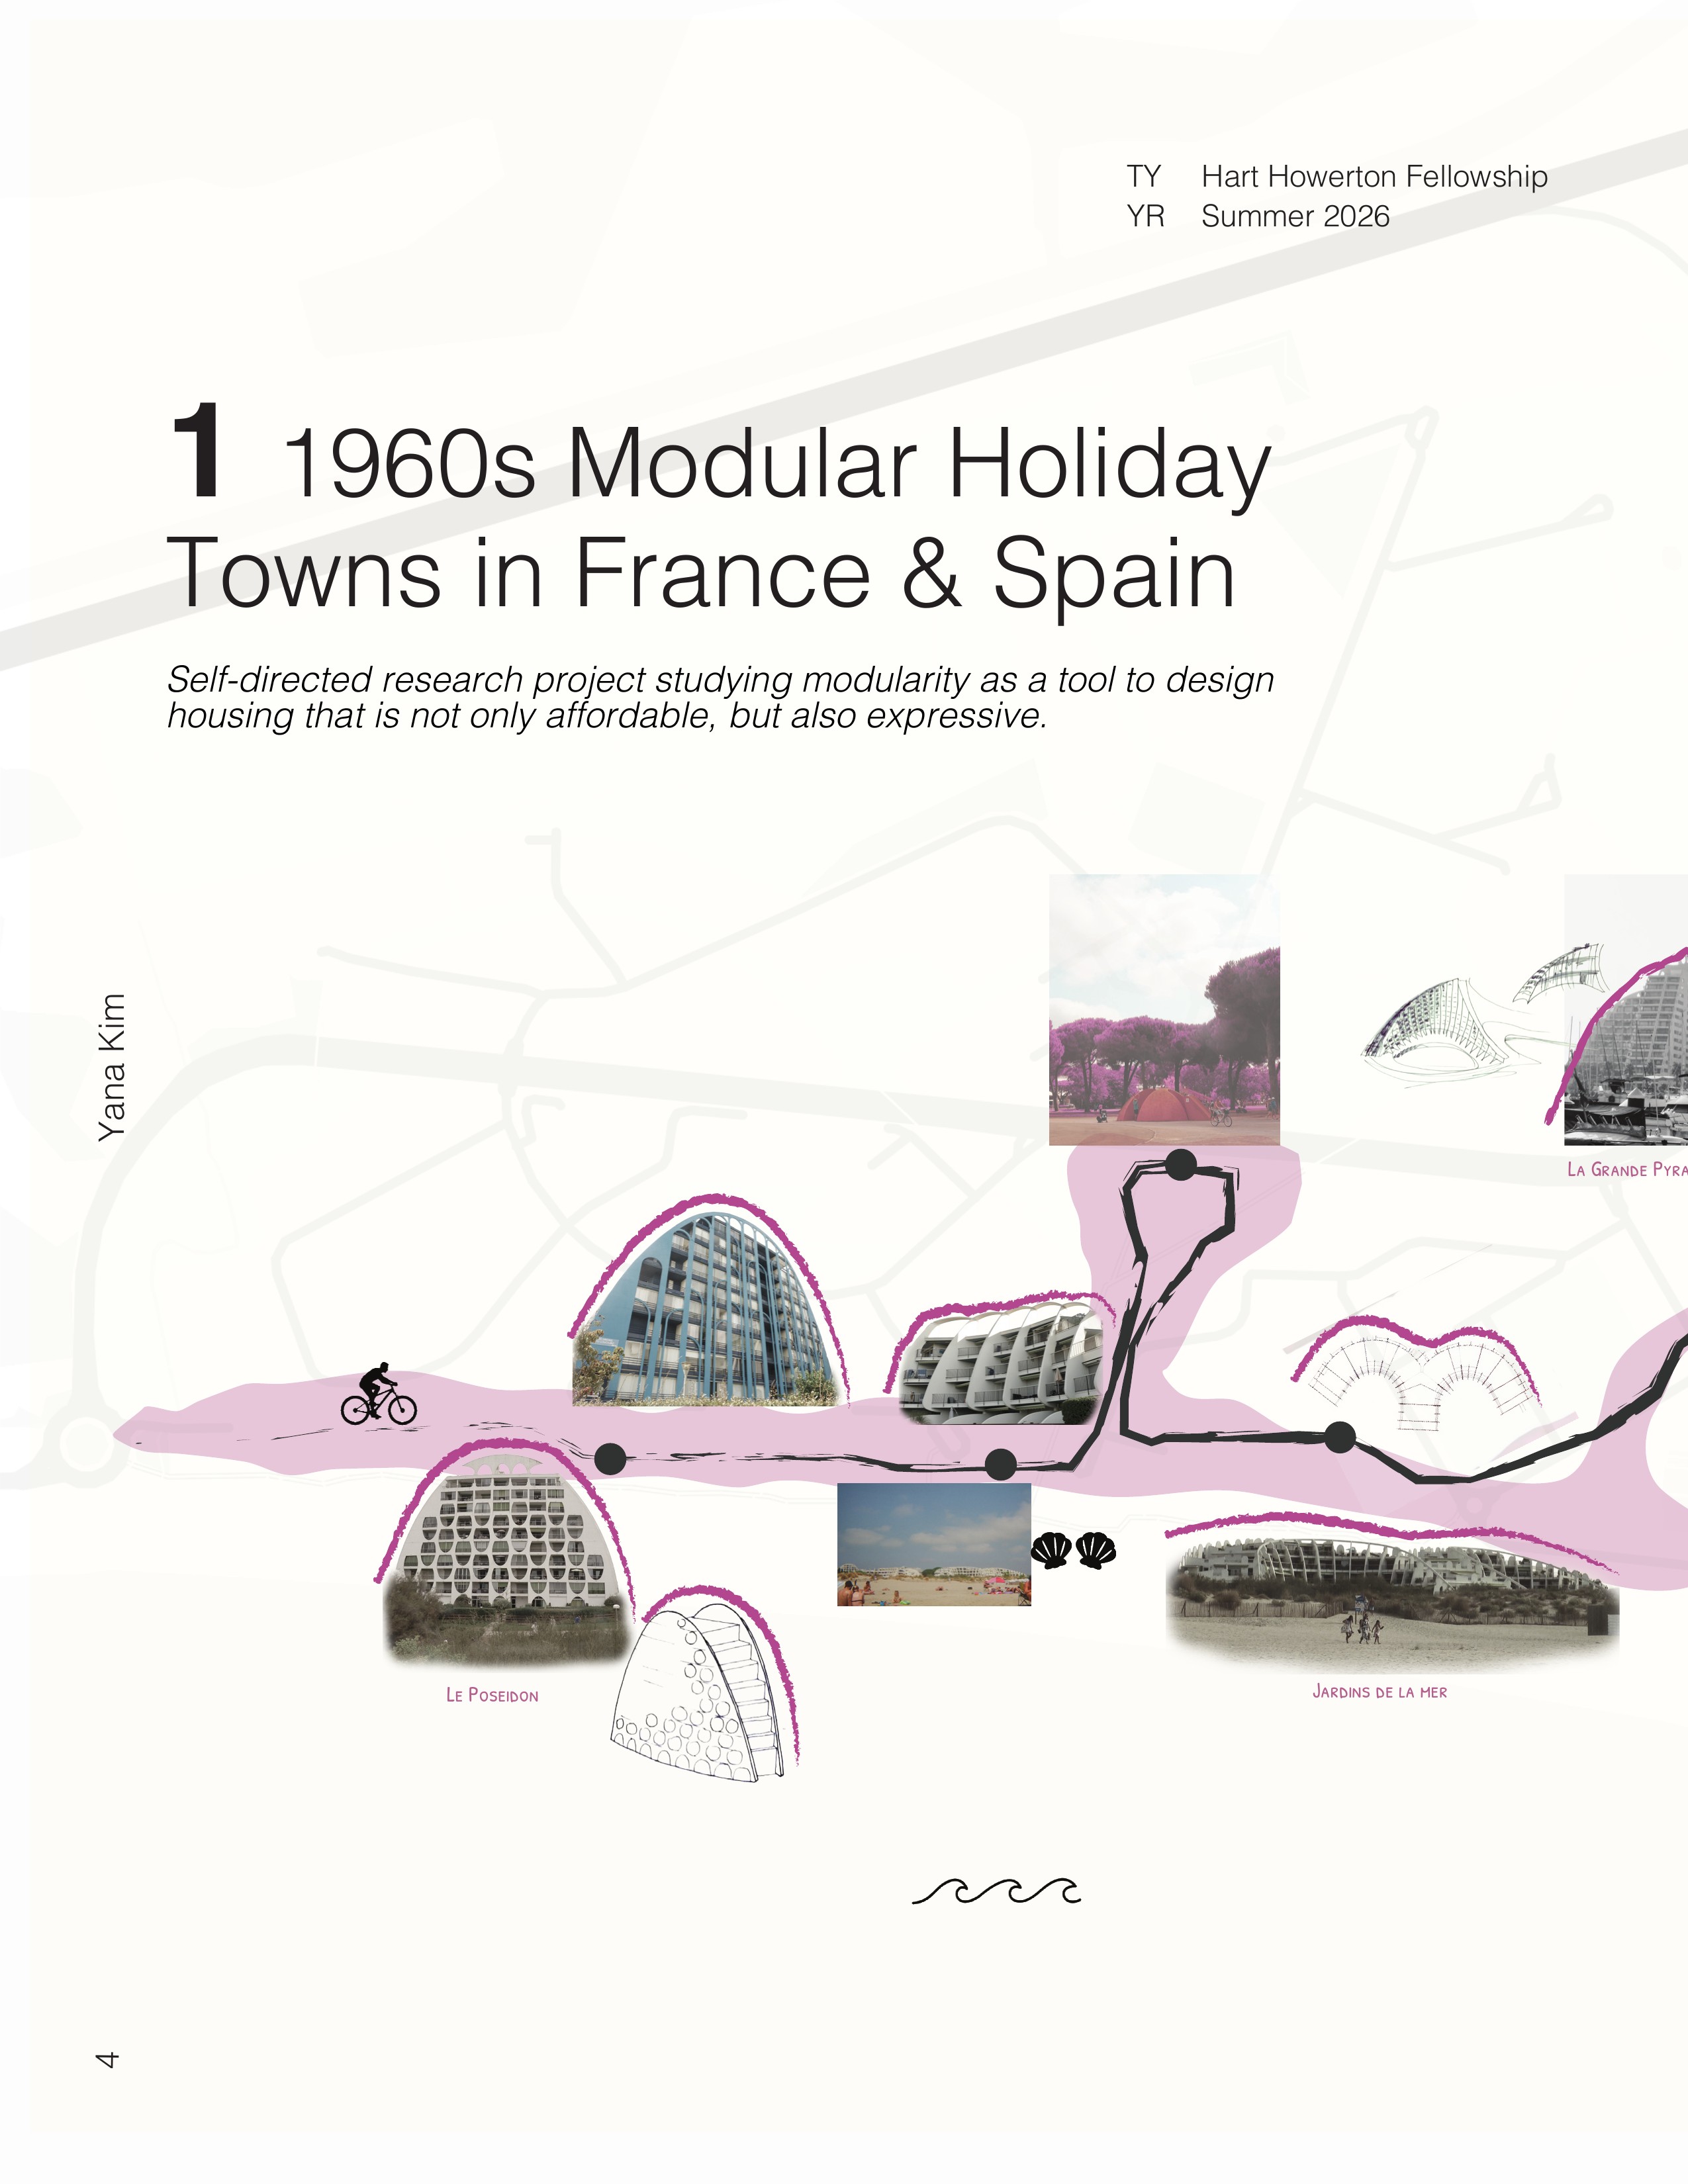 TY Hart Howerton Fellowship
YR Summer 2026
1 1960s Modular Holiday
Towns in France & Spain
Self-directed research project studying modularity as a tool to design
housing that is not only affordable, but also expressive.
Yana Kim
LA GRANDE PYRA
LE POSEIDON
JARDINS DE LA MER
4